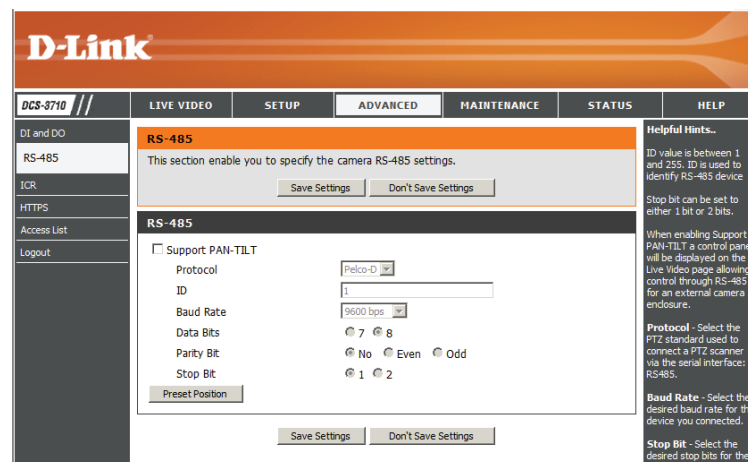 D-Link
DCS-3710 //
LIVE VIDEO
SETUP
ADVANCED
MAINTENANCE
STATUS
HELP
DI and DO
RS-485
ICR
HTTPS
Access List
Logout
RS-485
This section enable you to specify the camera RS-485 settings.
Save Settings
Don't Save Settings
RS-485
Support PAN-TILT
Protocol
Pelco-D
ID
1
Baud Rate
9600 bps
Data Bits
7
8
Parity Bit
No
Even
Odd
Stop Bit
1
2
Preset Position
Save Settings
Don't Save Settings
Helpful Hints..
ID value is between 1
and 255. ID is used to
identify RS-485 device
Stop bit can be set to
either 1 bit or 2 bits.
When enabling Support
PAN-TILT a control pane
will be displayed on the
Live Video page allowing
control through RS-485
for an external camera
enclosure.
Protocol - Select the
PTZ standard used to
connect a PTZ scanner
via the serial interface:
RS485.
Baud Rate - Select the
desired baud rate for th
device you connected.
Stop Bit - Select the
desired stop bits for the